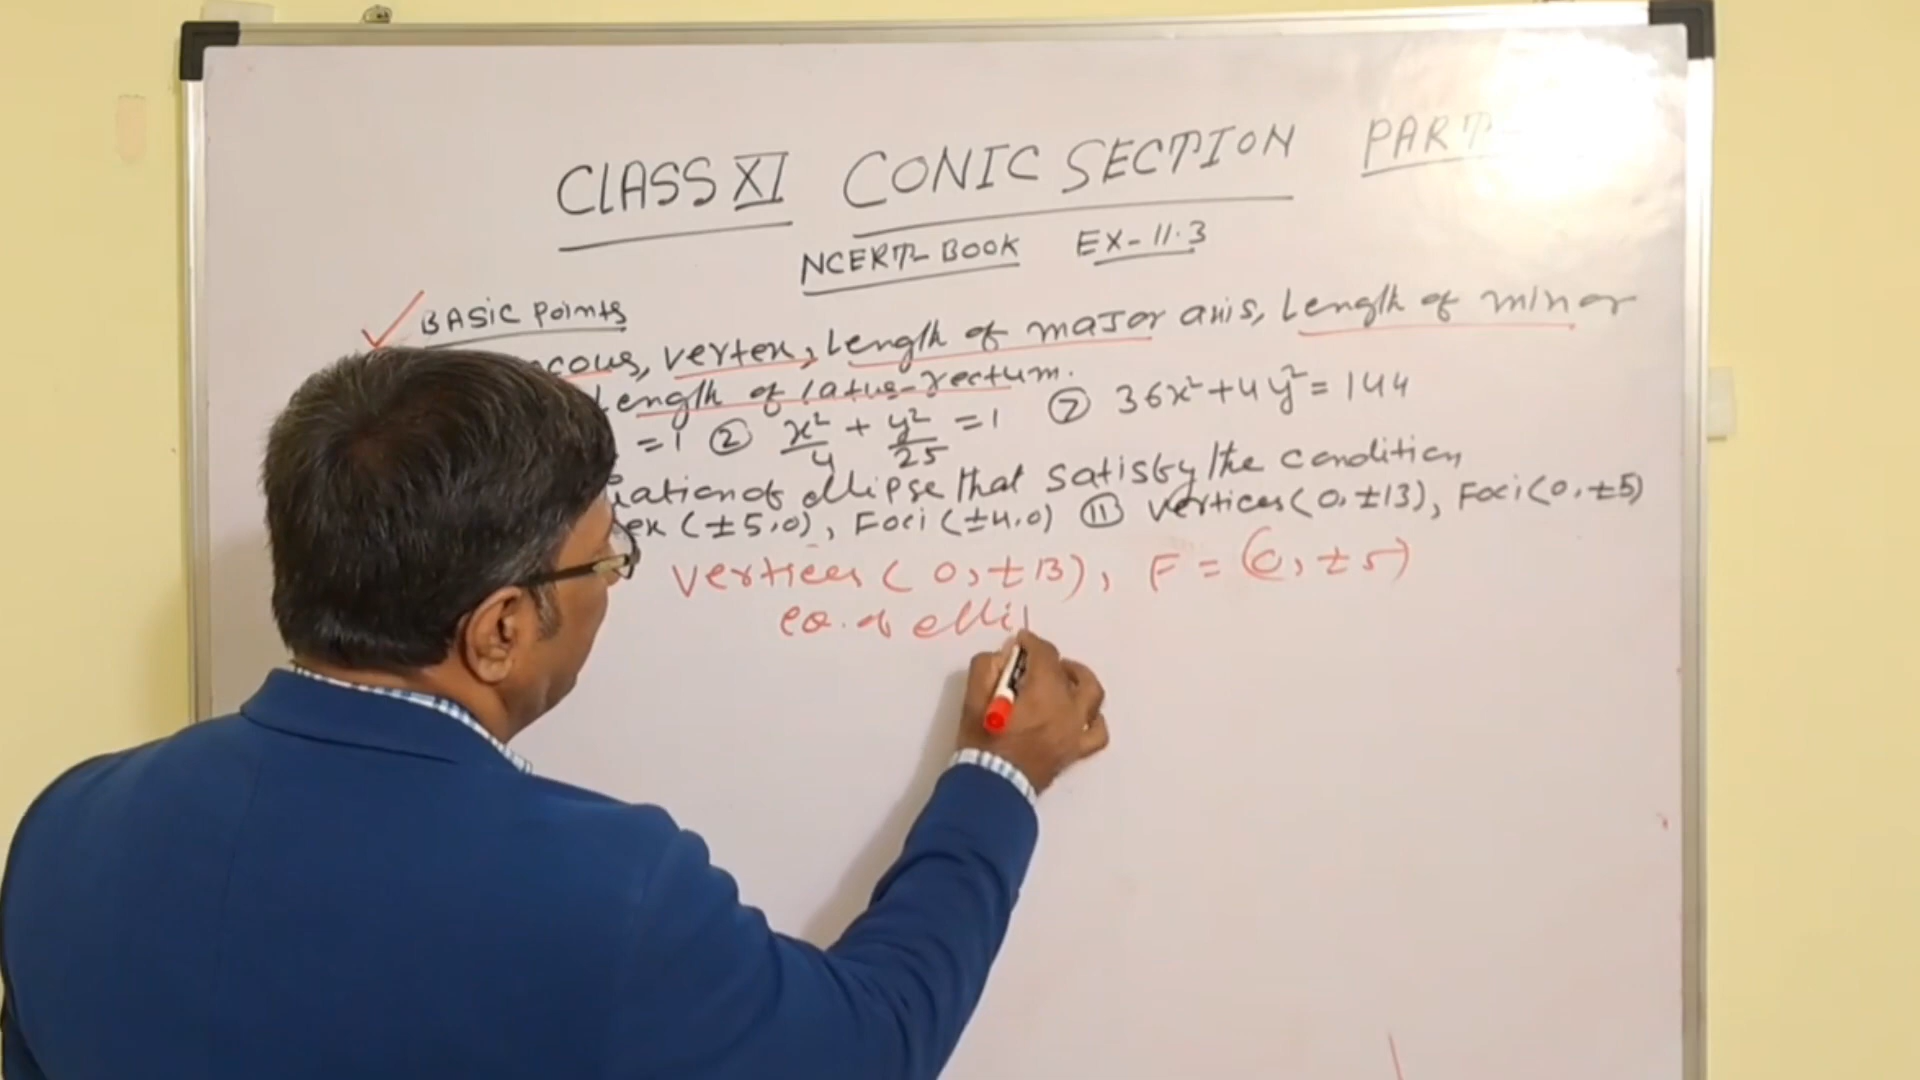 CLASS XI CONIC SECTION PART
NCERT BOOK EX-11.3
BASIC Points
vertex, Length of major axis, Length of minor
Length of latus-rectum.
=1 ② x²/4 + y²/25 =1 ⑦ 36x²+4y²=144
of ellipse that satisfy the condition
(±5,0), Foci (±4,0) ⑪ vertices (0,±13), Foci (0,±5)
vertices (0,±13), F = (0,±5)
eq. of elli